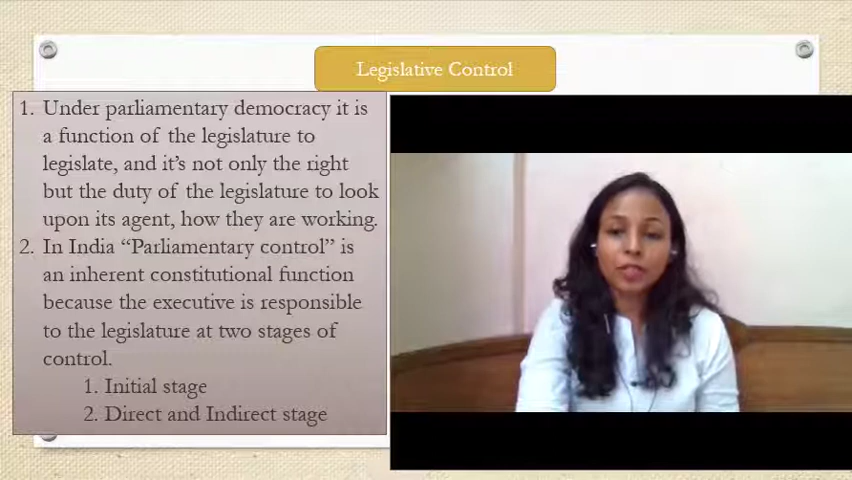 Legislative Control
1. Under parliamentary democracy it is
a function of the legislature to
legislate, and it's not only the right
but the duty of the legislature to look
upon its agent, how they are working.
2. In India “Parliamentary control” is
an inherent constitutional function
because the executive is responsible
to the legislature at two stages of
control.
1. Initial stage
2. Direct and Indirect stage